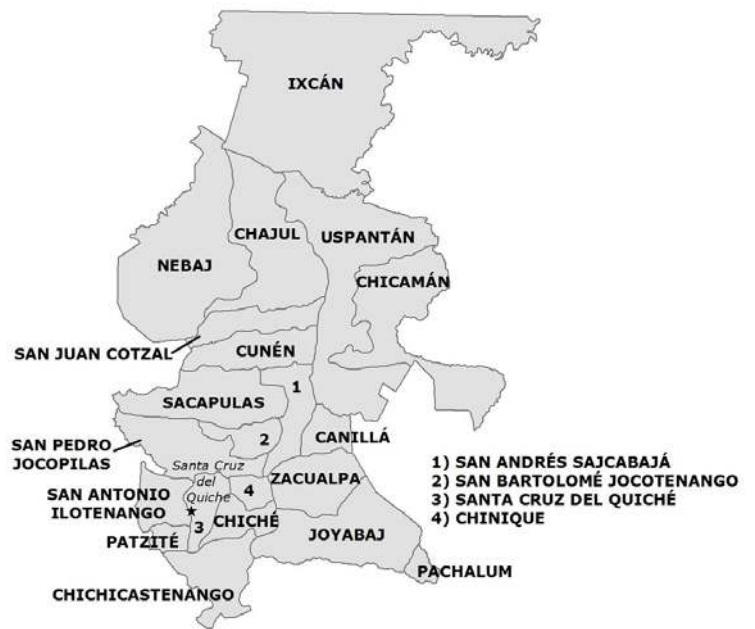 IXCÁN
CHAJUL
USPANTÁN
NEBAJ
CHICAMÁN
SAN JUAN COTZAL
CUNÉN
1
SACAPULAS
SAN PEDRO
JOCOPILAS
2
CANILLÁ
Santa Cruz
del
Quiche
ZACUALPA
SAN ANTONIO
ILOTENANGO
4
3
CHICHÉ
JOYABAJ
PATZITÉ
PACHALUM
CHICHICASTENANGO
1) SAN ANDRÉS SAJCABAJÁ
2) SAN BARTOLOMÉ JOCOTENANGO
3) SANTA CRUZ DEL QUICHÉ
4) CHINIQUE